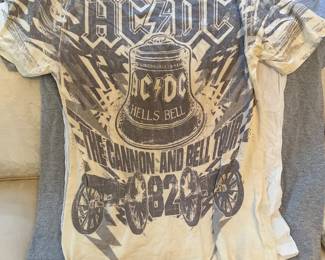 AC⚡DC
AC⚡DC
HELLS BELL
THE CANNON AND BELL TOUR
82